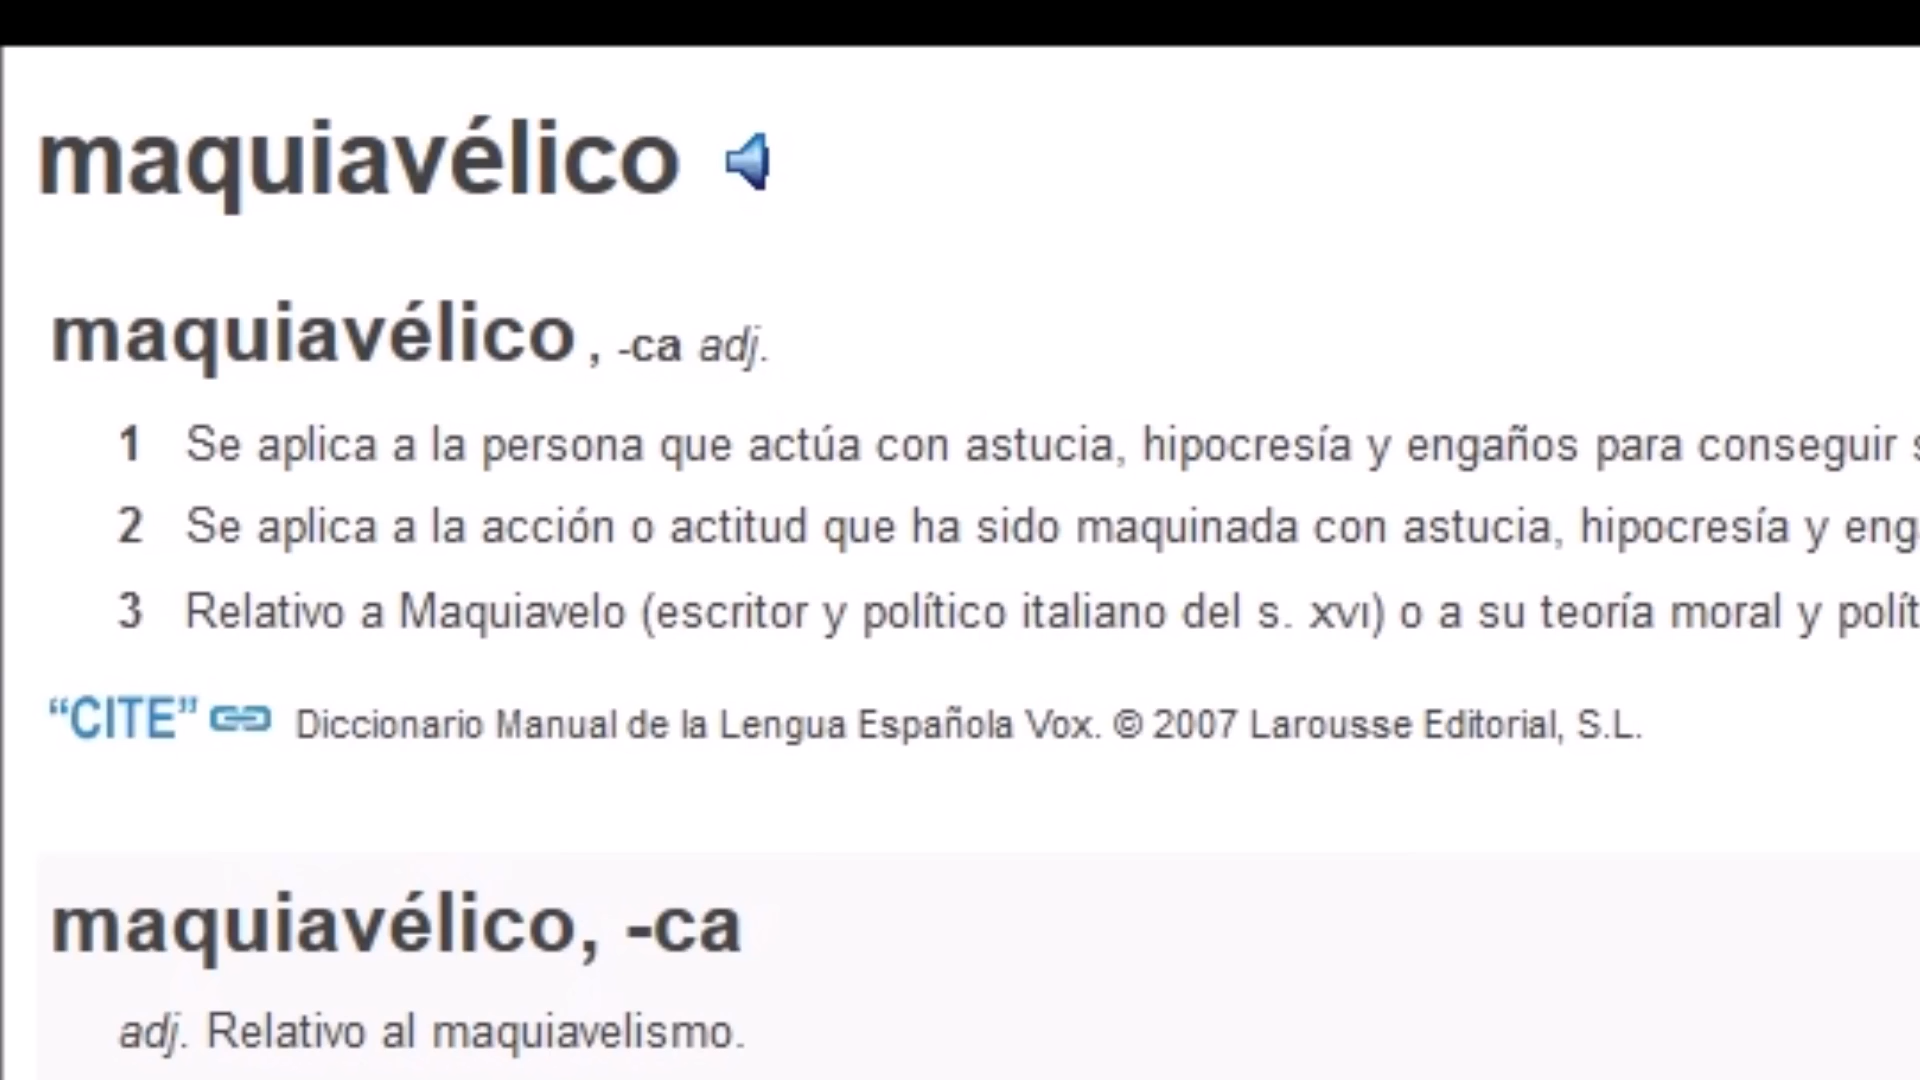 maquiavélico
maquiavélico, -ca adj.
1 Se aplica a la persona que actúa con astucia, hipocresía y engaños para conseguir
2 Se aplica a la acción o actitud que ha sido maquinada con astucia, hipocresía y
3 Relativo a Maquiavelo (escritor y político italiano del s. XVI) o a su teoría moral y
“CITE” Diccionario Manual de la Lengua Española Vox. © 2007 Larousse Editorial, S.L.
maquiavélico, -ca
adj. Relativo al maquiavelismo.